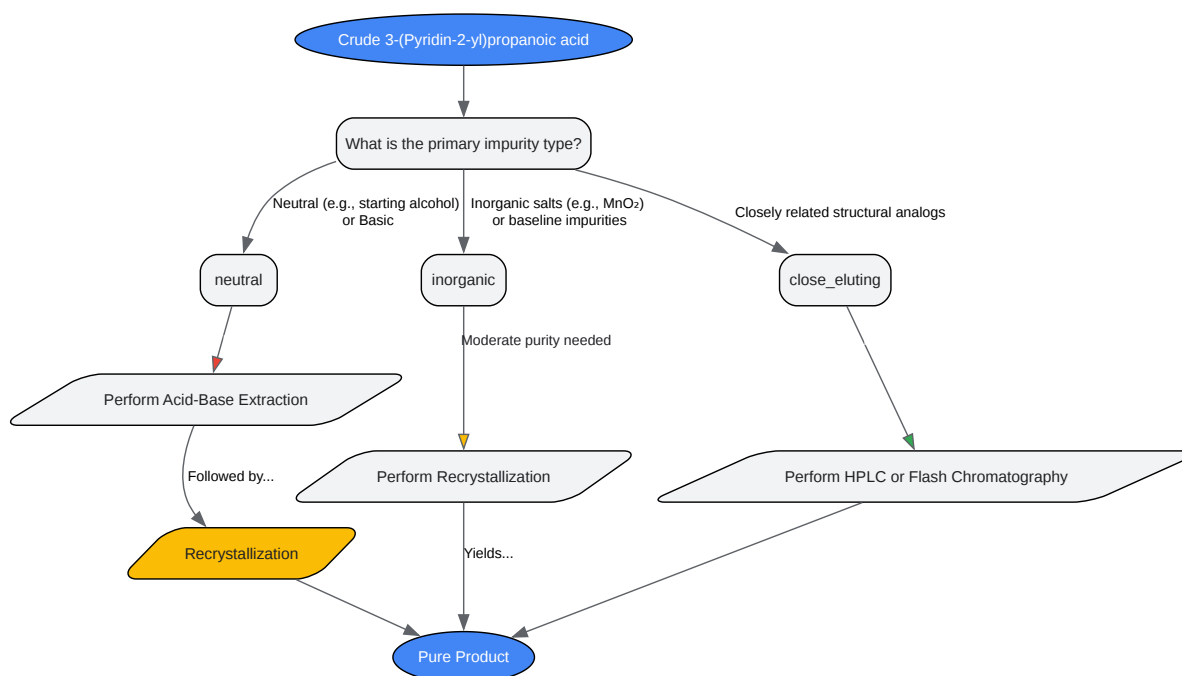 Crude 3-(Pyridin-2-yl)propanoic acid
What is the primary impurity type?
Neutral (e.g., starting alcohol)
or Basic
Inorganic salts (e.g., MnO₂)
or baseline impurities
Closely related structural analogs
neutral
inorganic
close_eluting
Moderate purity needed
Perform Acid-Base Extraction
Followed by...
Perform Recrystallization
Perform HPLC or Flash Chromatography
Recrystallization
Yields...
Pure Product